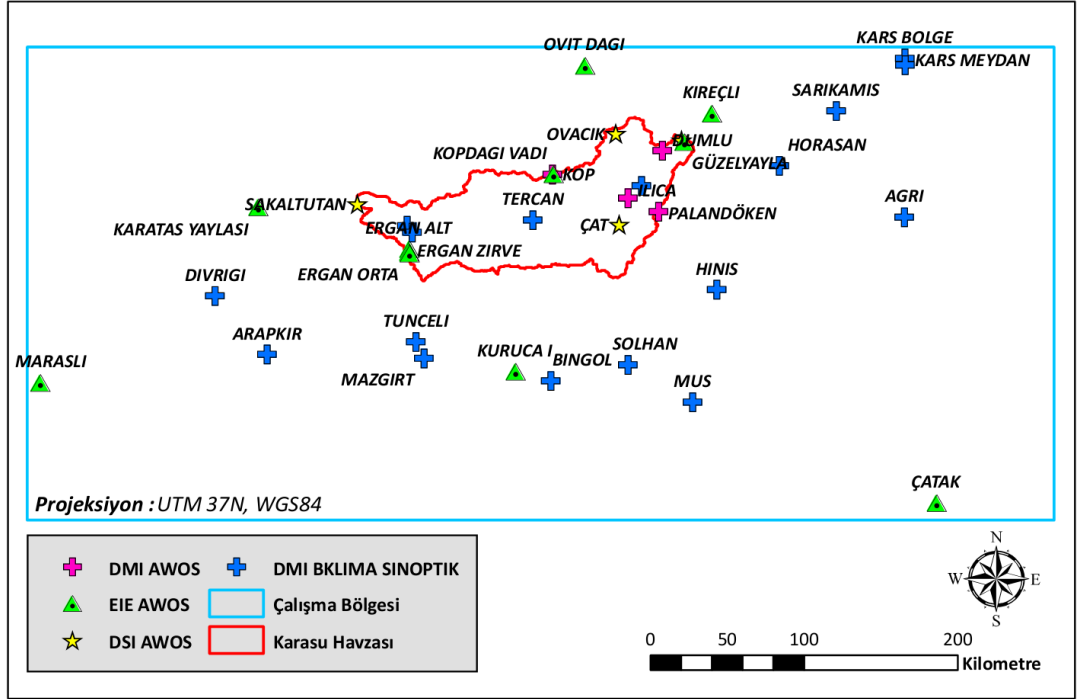 OVIT DAGI
KARS BOLGE
KARS MEYDAN
KIREÇLI
SARIKAMIS
OVACIK
DUMLU
HORASAN
KOPDAGI VADI
GÜZELYAYLA
KOP
ILICA
TERCAN
SAKALTUTAN
AGRI
PALANDÖKEN
KARATAS YAYLASI
ERGAN ALT
ÇAT
ERGAN ZIRVE
DIVRIGI
ERGAN ORTA
HINIS
TUNCELI
ARAPKIR
SOLHAN
MARASLI
KURUCA I
BINGOL
MAZGIRT
MUS
ÇATAK
Projeksiyon : UTM 37N, WGS84
DMI AWOS
DMI BKLIMA SINOPTIK
EIE AWOS
Çalışma Bölgesi
DSI AWOS
Karasu Havzası
N
W
E
S
0 50 100 200
Kilometre